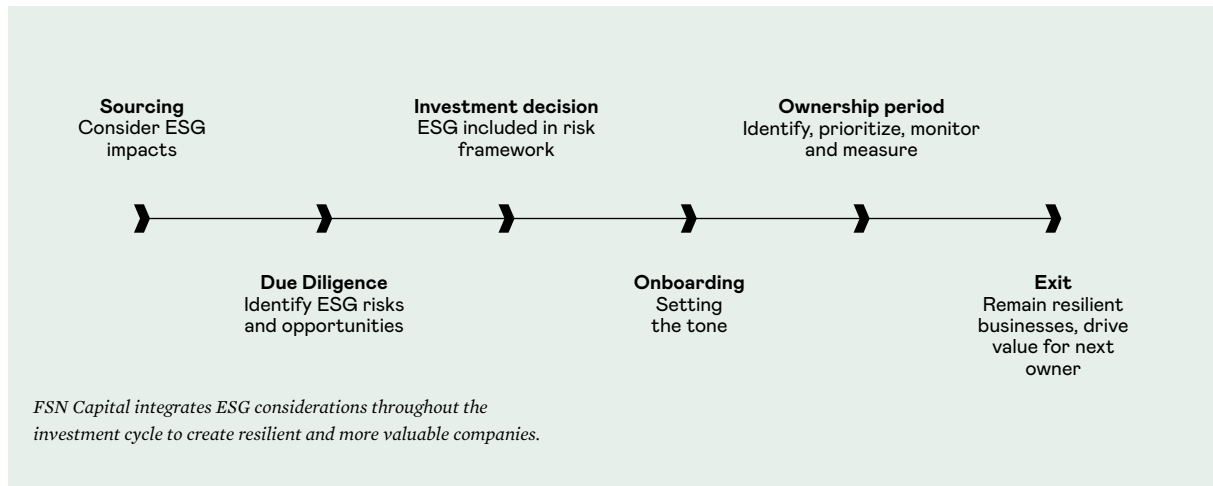 Sourcing
Consider ESG
impacts
Investment decision
ESG included in risk
framework
Ownership period
Identify, prioritize, monitor
and measure
Due Diligence
Identify ESG risks
and opportunities
Onboarding
Setting
the tone
Exit
Remain resilient
businesses, drive
value for next
owner
FSN Capital integrates ESG considerations throughout the
investment cycle to create resilient and more valuable companies.